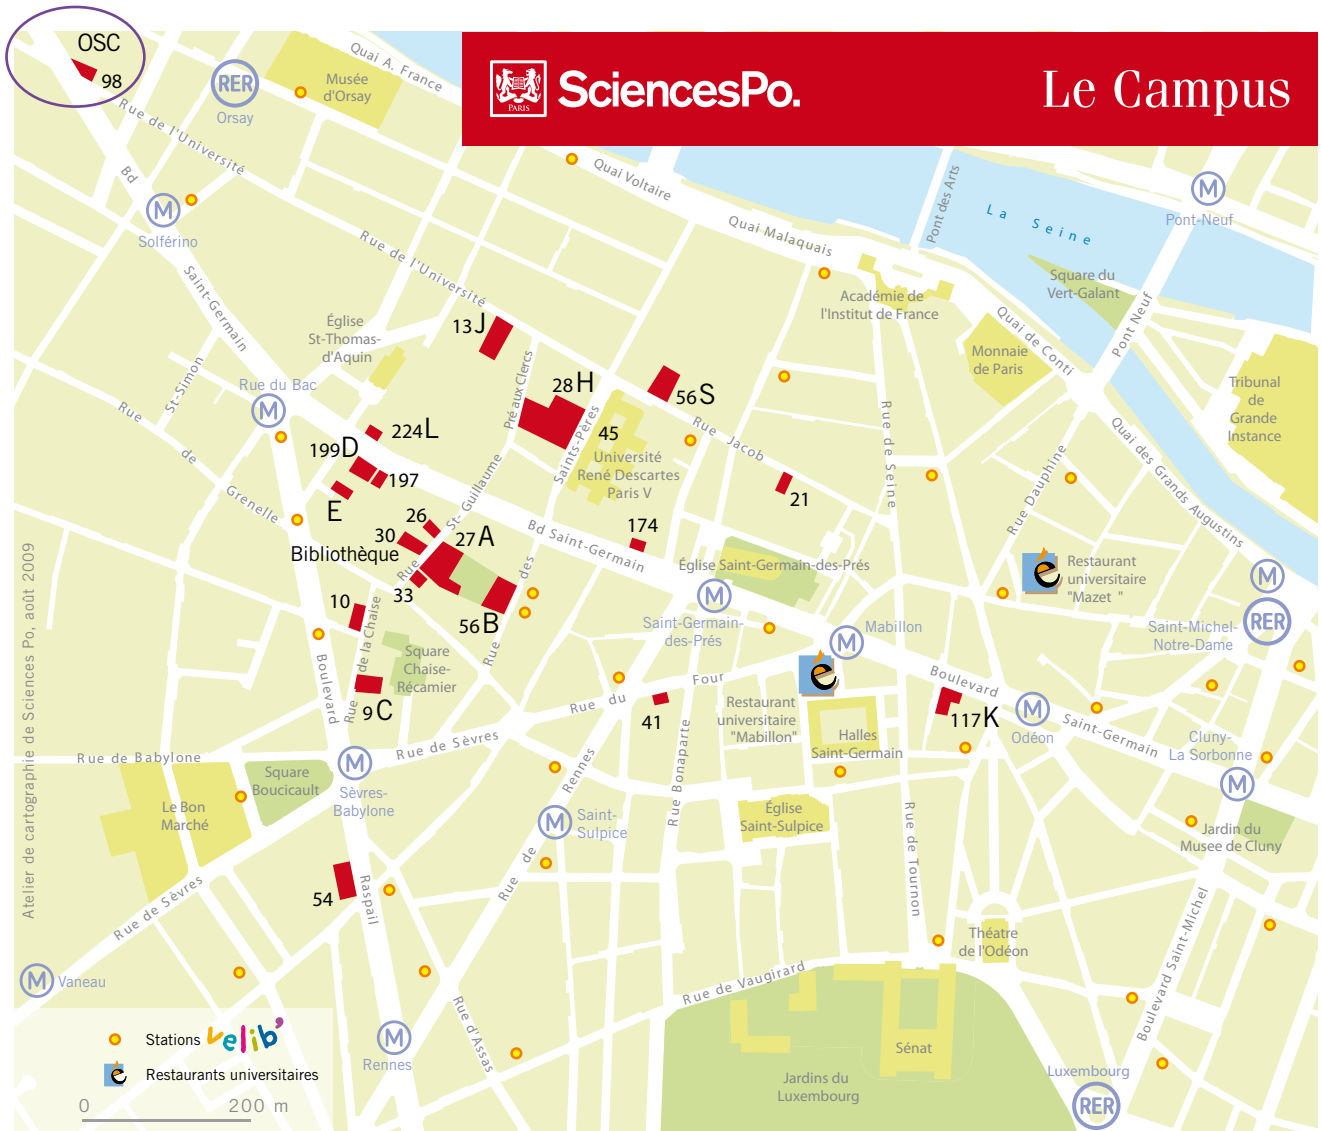 OSC
98
SciencesPo.
PARIS
Le Campus
RER
Orsay
Musée
d'Orsay
Quai A. France
Rue de l'Université
Bd
Saint-Germain
M
Solférino
Quai Voltaire
Quai Malaquais
Pont des Arts
La Seine
M
Pont-Neuf
Square du
Vert-Galant
Pont Neuf
Académie de
l'Institut de France
Quai de Conti
Monnaie
de Paris
Tribunal
de
Grande
Instance
Quai des Grands Augustins
Rue de l'Université
Église
St-Thomas-
d'Aquin
13 J
Pré aux Clercs
28 H
Saints-Pères
45
Université
René Descartes
Paris V
56 S
Rue Jacob
21
Rue de Seine
Rue Dauphine
St-Simon
Rue du Bac
M
Rue de Grenelle
224 L
199 D
197
E
26
30
Bibliothèque
27 A
33
Rue St-Guillaume
Bd Saint-Germain
174
Église Saint-Germain-des-Prés
M
Saint-Germain-
des-Prés
Restaurant
universitaire
"Mazet "
e
M
RER
Saint-Michel-
Notre-Dame
10
56 B
Rue des
Rue de la Chaise
Square
Chaise-
Récamier
9 C
Boulevard
Raspail
M
Mabillon
e
Restaurant
universitaire
"Mabillon"
Rue du Four
41
Rue Bonaparte
Halles
Saint-Germain
Boulevard
Saint-Germain
117 K
M
Odéon
Cluny-
La Sorbonne
M
Jardin du
Musee de Cluny
Rue de Babylone
Rue de Sèvres
Square
Boucicault
M
Sèvres-
Babylone
Le Bon
Marché
Rue de Sèvres
54
Rue de Rennes
M
Saint-
Sulpice
Église
Saint-Sulpice
Rue de Tournon
Théatre
de l'Odéon
Boulevard Saint-Michel
M
Vaneau
Rue de Vaugirard
Rue d'Assas
M
Rennes
Sénat
Jardins du
Luxembourg
Luxembourg
RER
Stations velib'
e
Restaurants universitaires
0 200 m
Atelier de cartographie de Sciences Po, août 2009